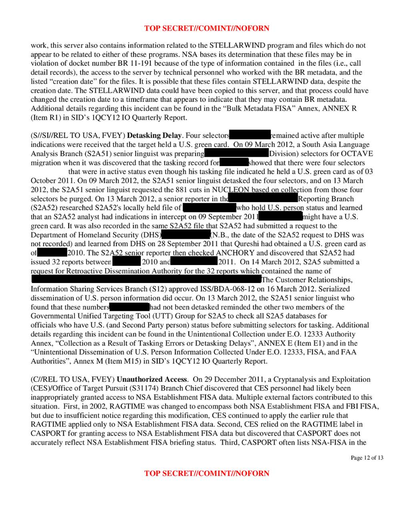 TOP SECRET//COMINT//NOFORN
work, this server also contains information related to the STELLARWIND program and files which do not
appear to be related to either of these programs. NSA bases its determination that these files may be in
violation of docket number BR 11-191 because of the type of information contained in the files (i.e., call
detail records), the access to the server by technical personnel who worked with the BR metadata, and the
listed "creation date" for the files. It is possible that these files contain STELLARWIND data, despite the
creation date. The STELLARWIND data could have been copied to this server, and that process could have
changed the creation date to a timeframe that appears to indicate that they may contain BR metadata.
Additional details regarding this incident can be found in the "Bulk Metadata FISA" Annex, ANNEX R
(Item R1) in SID's 1QCY12 IO Quarterly Report.
(S//SI//REL TO USA, FVEY) Detasking Delay. Four selectors remained active after multiple
indications were received that the target held a U.S. green card. On 09 March 2012, a South Asia Language
Analysis Branch (S2A51) senior linguist was preparing Division) selectors for OCTAVE
migration when it was discovered that the tasking record for showed that there were four selectors
that were in active status even though his tasking file indicated he held a U.S. green card as of 03
October 2011. On 09 March 2012, the S2A51 senior linguist detasked the four selectors, and on 13 March
2012, the S2A51 senior linguist requested the 881 cuts in NUCLEON based on collection from those four
selectors be purged. On 13 March 2012, a senior reporter in the Reporting Branch
(S2A52) researched S2A52's locally held file of who hold U.S. person status and learned
that an S2A52 analyst had indications in intercept on 09 September 2011 might have a U.S.
green card. It was also recorded in the same S2A52 file that S2A52 had submitted a request to the
Department of Homeland Security (DHS N.B., the date of the S2A52 request to DHS was
not recorded) and learned from DHS on 28 September 2011 that Qureshi had obtained a U.S. green card as
of 2010. The S2A52 senior reporter then checked ANCHORY and discovered that S2A52 had
issued 32 reports between 2010 and 2011. On 14 March 2012, S2A5 submitted a
request for Retroactive Dissemination Authority for the 32 reports which contained the name of
The Customer Relationships,
Information Sharing Services Branch (S12) approved ISS/BDA-068-12 on 16 March 2012. Serialized
dissemination of U.S. person information did occur. On 13 March 2012, the S2A51 senior linguist who
found that these numbers had not been detasked reminded the other two members of the
Governmental Unified Targeting Tool (UTT) Group for S2A5 to check all S2A5 databases for
officials who have U.S. (and Second Party person) status before submitting selectors for tasking. Additional
details regarding this incident can be found in the Unintentional Collection under E.O. 12333 Authority
Annex, "Collection as a Result of Tasking Errors or Detasking Delays", ANNEX E (Item E1) and in the
"Unintentional Dissemination of U.S. Person Information Collected Under E.O. 12333, FISA, and FAA
Authorities", Annex M (Item M15) in SID's 1QCY12 IO Quarterly Report.
(C//REL TO USA, FVEY) Unauthorized Access. On 29 December 2011, a Cryptanalysis and Exploitation
(CES)/Office of Target Pursuit (S31174) Branch Chief discovered that CES personnel had likely been
inappropriately granted access to NSA Establishment FISA data. Multiple external factors contributed to this
situation. First, in 2002, RAGTIME was changed to encompass both NSA Establishment FISA and FBI FISA,
but due to insufficient notice regarding this modification, CES continued to apply the earlier rule that
RAGTIME applied only to NSA Establishment FISA data. Second, CES relied on the RAGTIME label in
CASPORT for granting access to NSA Establishment FISA data but discovered that CASPORT does not
accurately reflect NSA Establishment FISA briefing status. Third, CASPORT often lists NSA-FISA in the
Page 12 of 13
TOP SECRET//COMINT//NOFORN